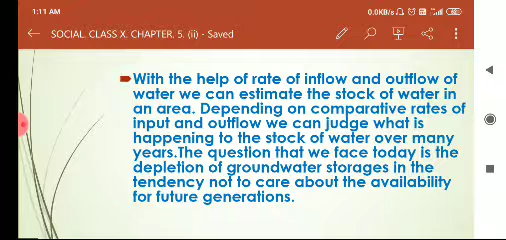 1:11 AM
0.0KB/s
SOCIAL. CLASS X. CHAPTER. 5. (ii) - Saved
With the help of rate of inflow and outflow of
water we can estimate the stock of water in
an area. Depending on comparative rates of
input and outflow we can judge what is
happening to the stock of water over many
years.The question that we face today is the
depletion of groundwater storages in the
tendency not to care about the availability
for future generations.